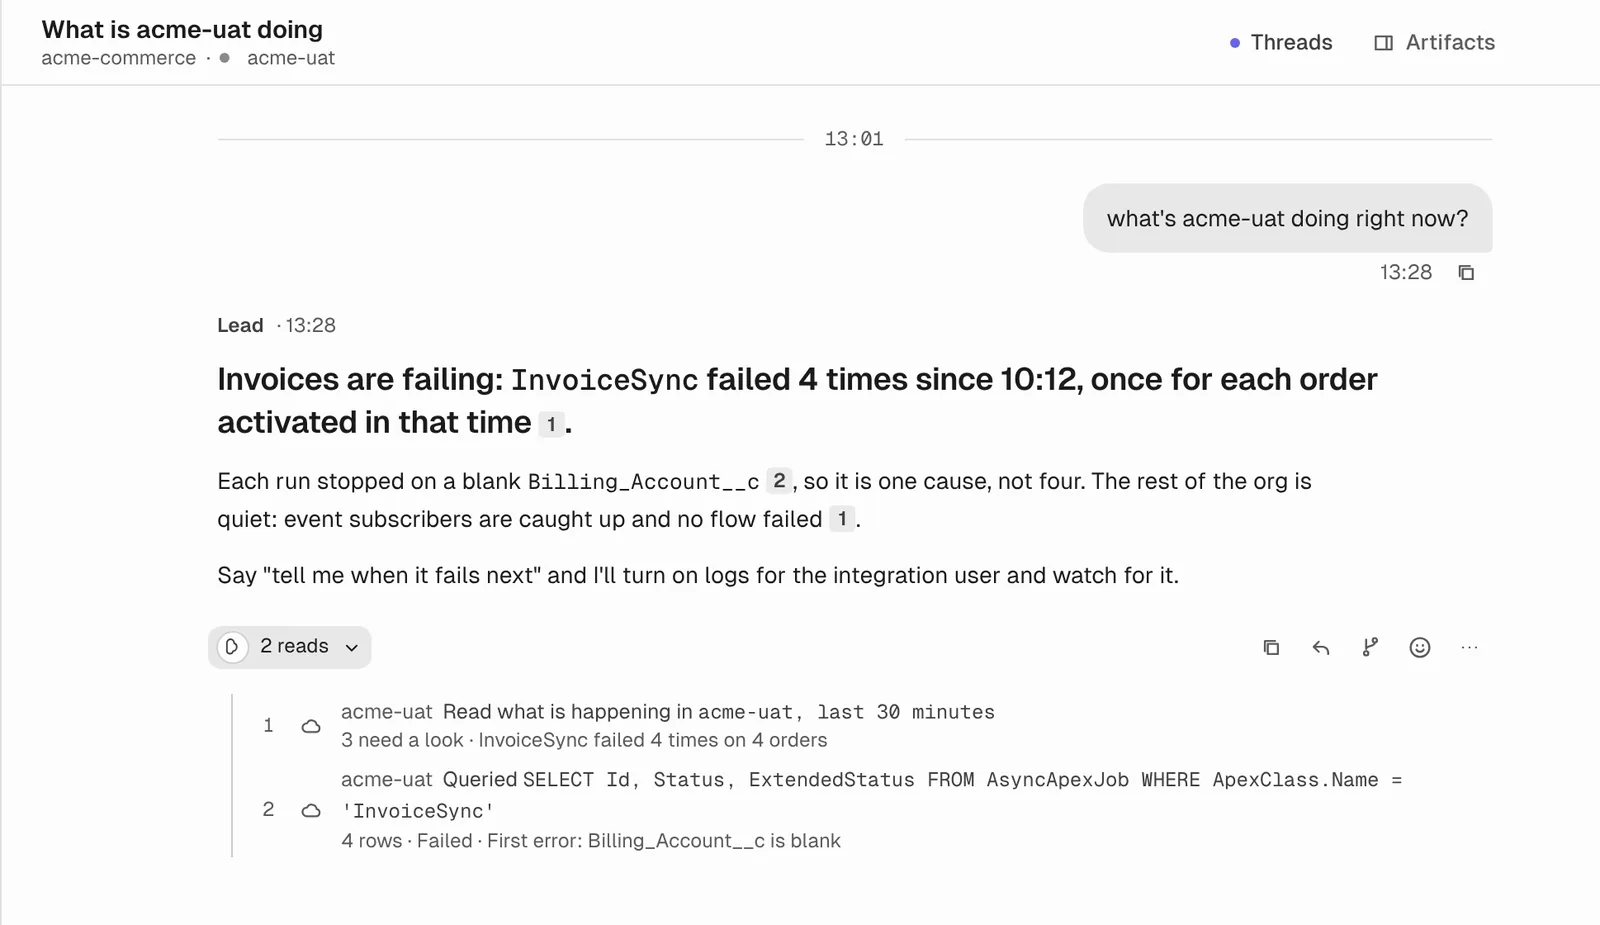 What is acme-uat doing
acme-commerce · acme-uat
Threads
Artifacts
13:01
what's acme-uat doing right now?
13:28
Lead · 13:28
Invoices are failing: InvoiceSync failed 4 times since 10:12, once for each order
activated in that time 1.
Each run stopped on a blank Billing_Account__c 2, so it is one cause, not four. The rest of the org is
quiet: event subscribers are caught up and no flow failed 1.
Say "tell me when it fails next" and I'll turn on logs for the integration user and watch for it.
2 reads
1
acme-uat Read what is happening in acme-uat, last 30 minutes
3 need a look · InvoiceSync failed 4 times on 4 orders
2
acme-uat Queried SELECT Id, Status, ExtendedStatus FROM AsyncApexJob WHERE ApexClass.Name =
'InvoiceSync'
4 rows · Failed · First error: Billing_Account__c is blank